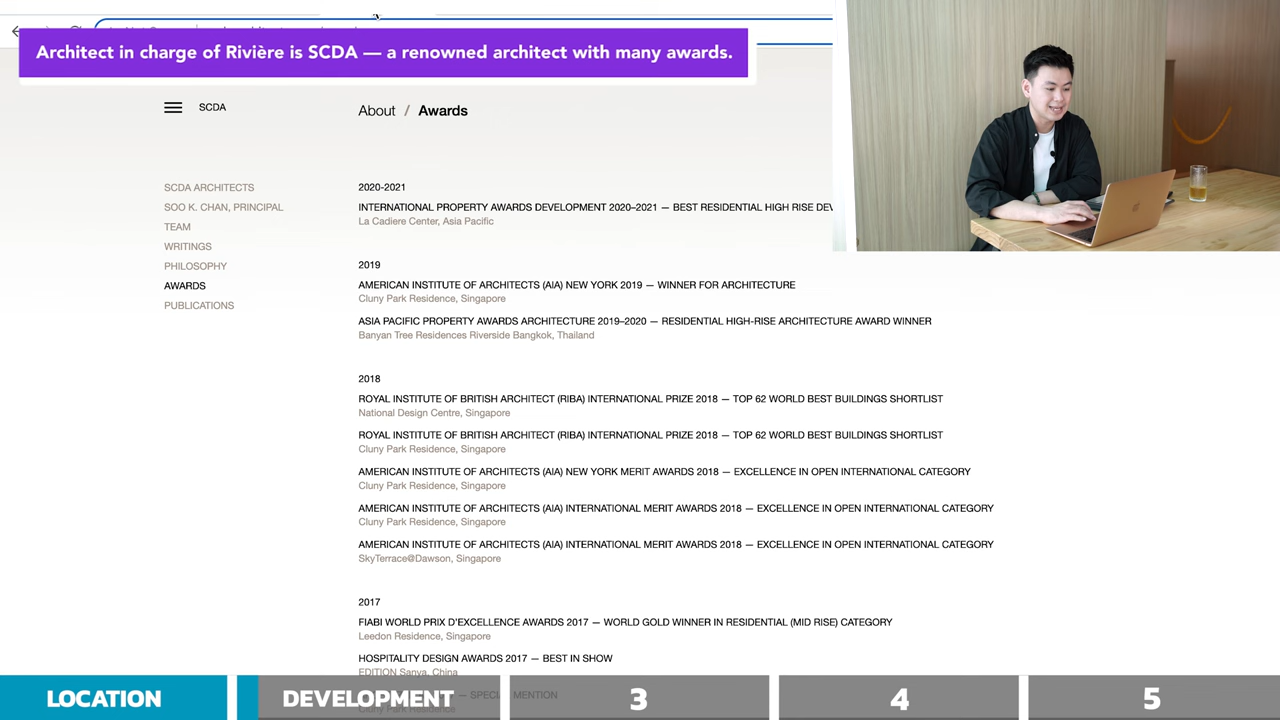 Architect in charge of Rivière is SCDA — a renowned architect with many awards.
SCDA
About / Awards
SCDA ARCHITECTS
SOO K. CHAN, PRINCIPAL
TEAM
WRITINGS
PHILOSOPHY
AWARDS
PUBLICATIONS
2020-2021
INTERNATIONAL PROPERTY AWARDS DEVELOPMENT 2020–2021 — BEST RESIDENTIAL HIGH RISE DEV
La Cadiere Center, Asia Pacific
2019
AMERICAN INSTITUTE OF ARCHITECTS (AIA) NEW YORK 2019 — WINNER FOR ARCHITECTURE
Cluny Park Residence, Singapore
ASIA PACIFIC PROPERTY AWARDS ARCHITECTURE 2019–2020 — RESIDENTIAL HIGH-RISE ARCHITECTURE AWARD WINNER
Banyan Tree Residences Riverside Bangkok, Thailand
2018
ROYAL INSTITUTE OF BRITISH ARCHITECT (RIBA) INTERNATIONAL PRIZE 2018 — TOP 62 WORLD BEST BUILDINGS SHORTLIST
National Design Centre, Singapore
ROYAL INSTITUTE OF BRITISH ARCHITECT (RIBA) INTERNATIONAL PRIZE 2018 — TOP 62 WORLD BEST BUILDINGS SHORTLIST
Cluny Park Residence, Singapore
AMERICAN INSTITUTE OF ARCHITECTS (AIA) NEW YORK MERIT AWARDS 2018 — EXCELLENCE IN OPEN INTERNATIONAL CATEGORY
Cluny Park Residence, Singapore
AMERICAN INSTITUTE OF ARCHITECTS (AIA) INTERNATIONAL MERIT AWARDS 2018 — EXCELLENCE IN OPEN INTERNATIONAL CATEGORY
Cluny Park Residence, Singapore
AMERICAN INSTITUTE OF ARCHITECTS (AIA) INTERNATIONAL MERIT AWARDS 2018 — EXCELLENCE IN OPEN INTERNATIONAL CATEGORY
SkyTerrace@Dawson, Singapore
2017
FIABI WORLD PRIX D'EXCELLENCE AWARDS 2017 — WORLD GOLD WINNER IN RESIDENTIAL (MID RISE) CATEGORY
Leedon Residence, Singapore
HOSPITALITY DESIGN AWARDS 2017 — BEST IN SHOW
EDITION Sanya, China
— SPECIAL MENTION
Cluny Park Residence
LOCATION
DEVELOPMENT
3
4
5